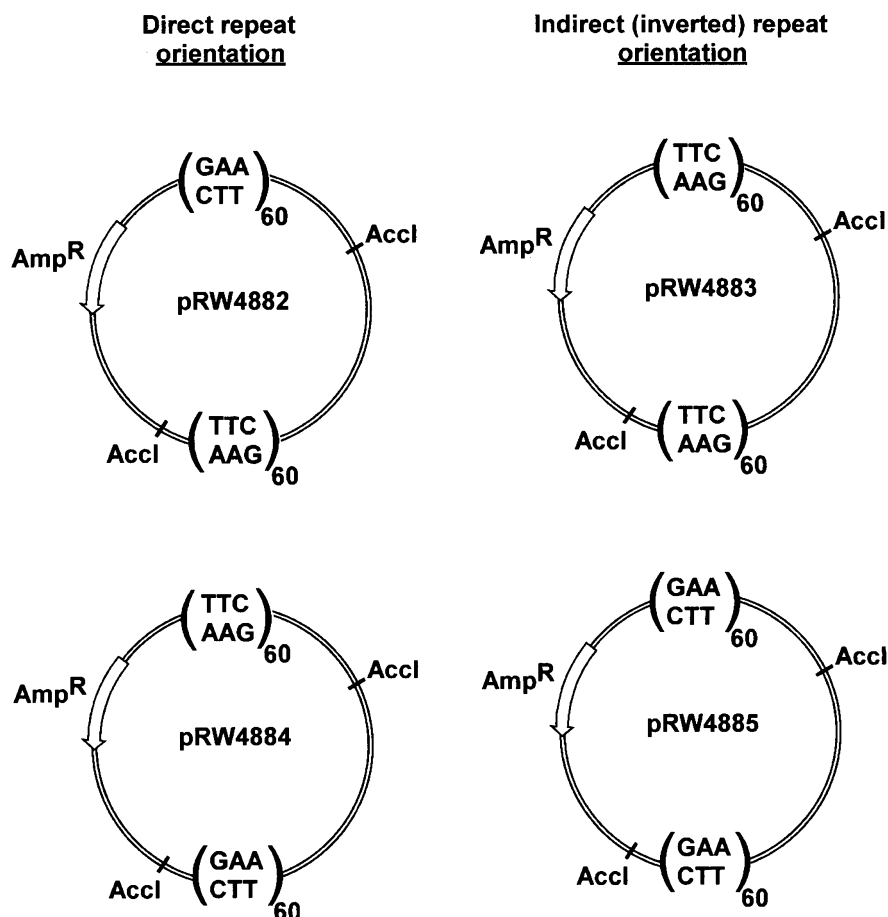 Direct repeat
orientation
Indirect (inverted) repeat
orientation
(GAA
CTT)60
AmpR
AccI
pRW4882
AccI
(TTC
AAG)60
(TTC
AAG)60
AmpR
AccI
pRW4883
AccI
(TTC
AAG)60
(TTC
AAG)60
AmpR
AccI
pRW4884
AccI
(GAA
CTT)60
(GAA
CTT)60
AmpR
AccI
pRW4885
AccI
(GAA
CTT)60